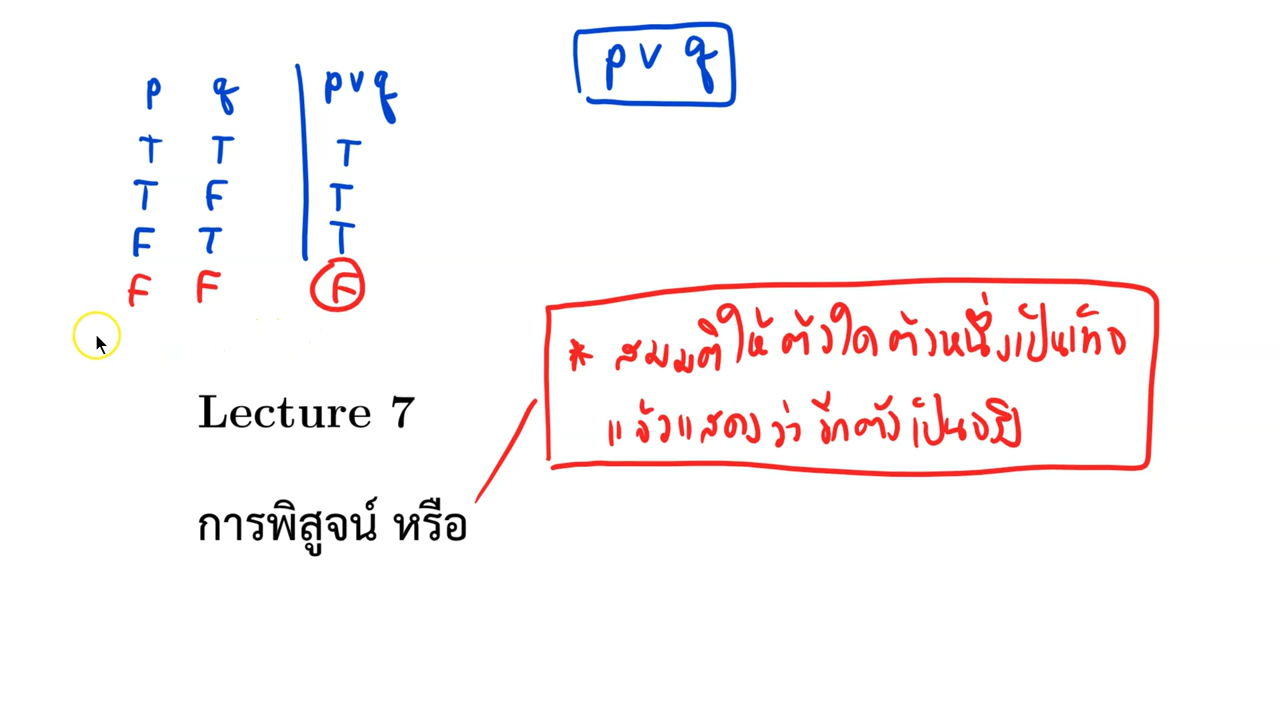 p q p∨q
T T T
T F T
F T T
F F F
p ∨ q
* สมมติให้ ตัวใด ตัวหนึ่งเป็นเท็จ
แล้วแสดงว่า อีกตัวเป็นจริง
Lecture 7
การพิสูจน์ หรือ